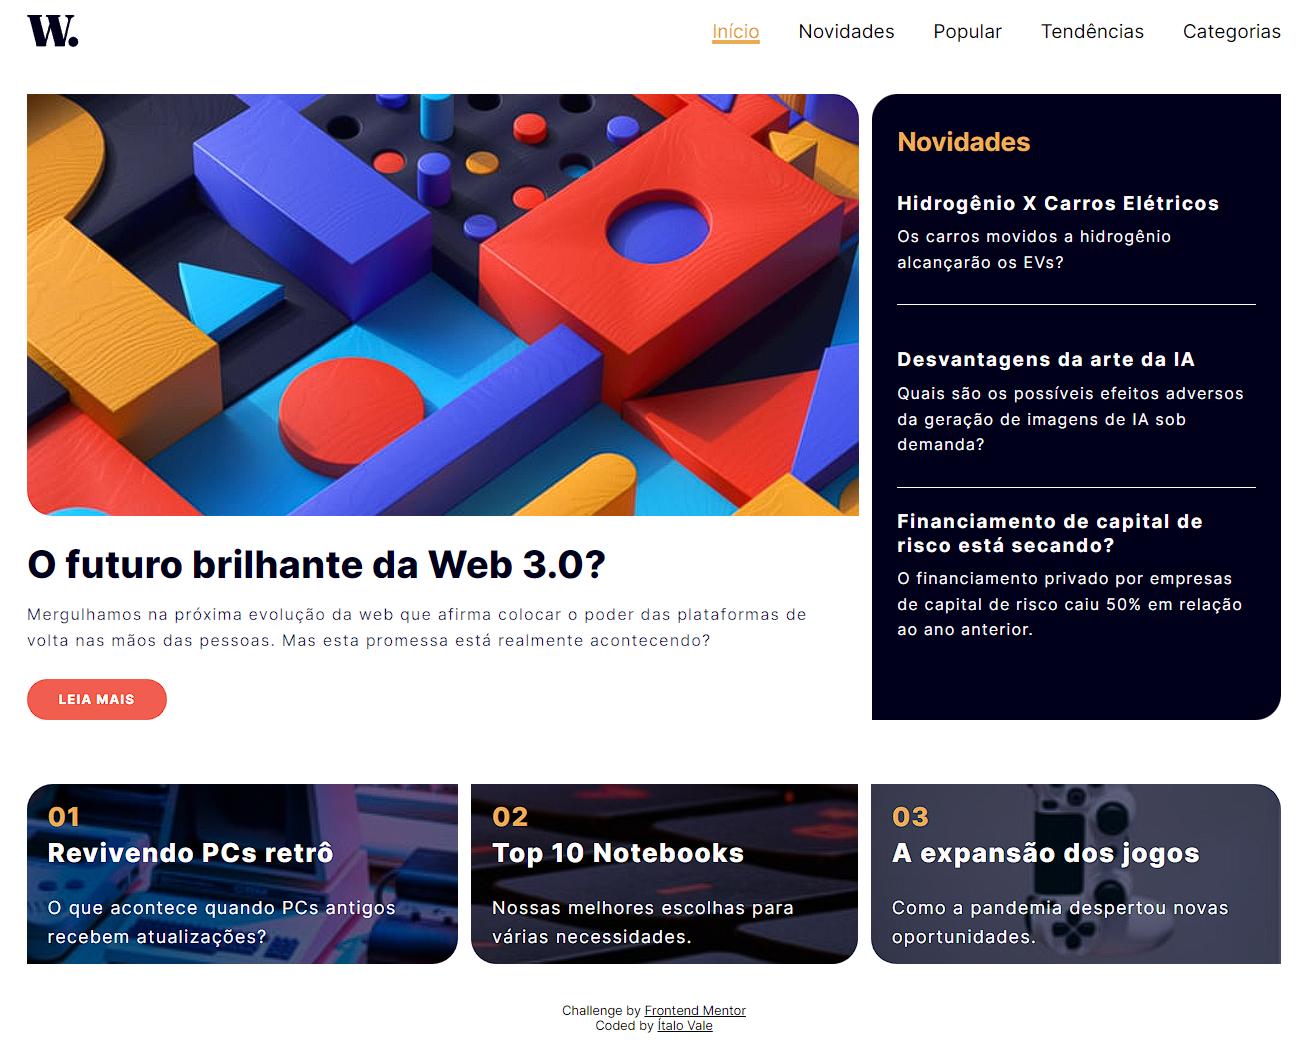 W.
Início Novidades Popular Tendências Categorias
O futuro brilhante da Web 3.0?
Mergulhamos na próxima evolução da web que afirma colocar o poder das plataformas de
volta nas mãos das pessoas. Mas esta promessa está realmente acontecendo?
LEIA MAIS
Novidades
Hidrogênio X Carros Elétricos
Os carros movidos a hidrogênio
alcançarão os EVs?
Desvantagens da arte da IA
Quais são os possíveis efeitos adversos
da geração de imagens de IA sob
demanda?
Financiamento de capital de
risco está secando?
O financiamento privado por empresas
de capital de risco caiu 50% em relação
ao ano anterior.
01
Revivendo PCs retrô
O que acontece quando PCs antigos
recebem atualizações?
02
Top 10 Notebooks
Nossas melhores escolhas para
várias necessidades.
03
A expansão dos jogos
Como a pandemia despertou novas
oportunidades.
Challenge by Frontend Mentor
Coded by Ítalo Vale